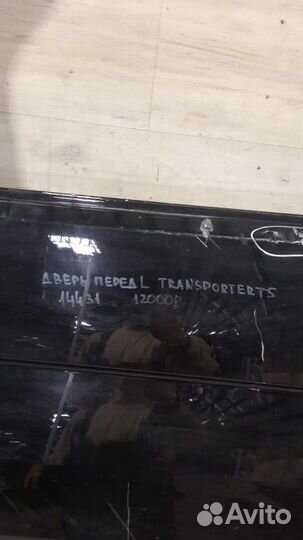 ДВЕРЬ ПЕРЕД L TRANSPORTERT5
14431 12000Р
Avito